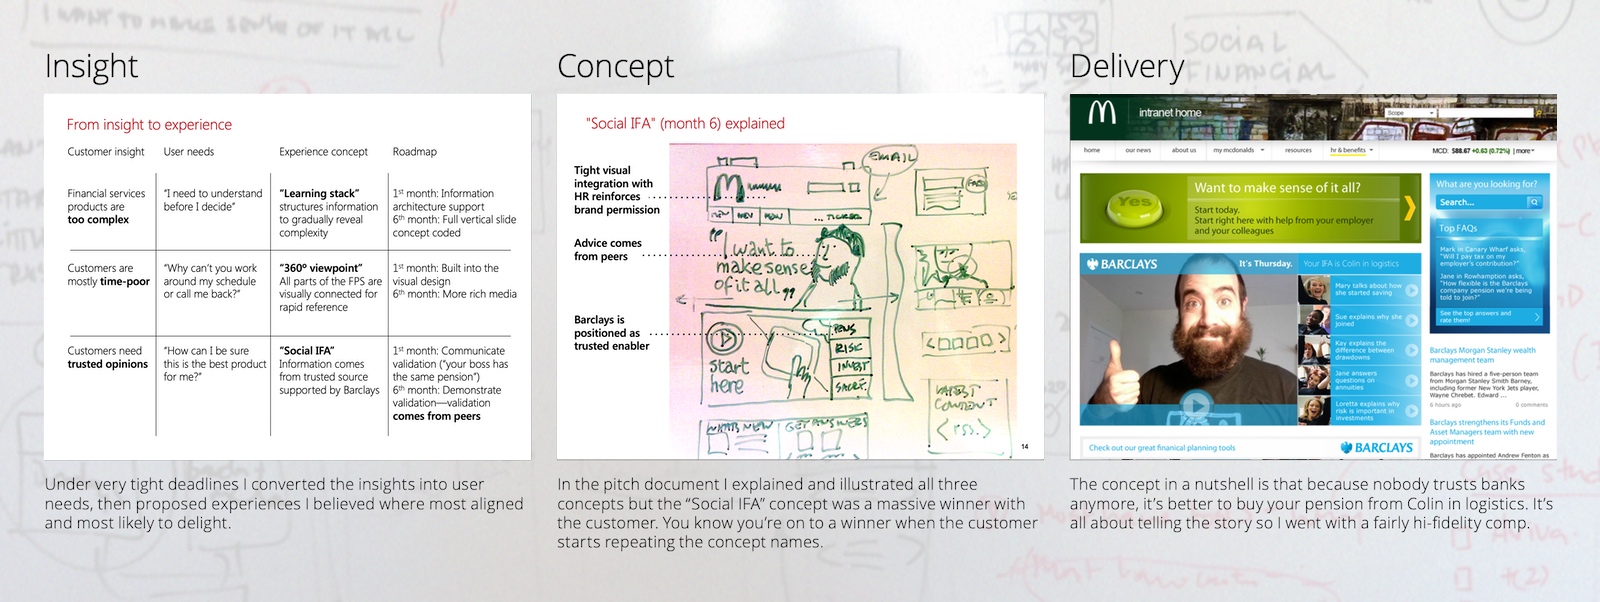 I WANT TO MAKE SENSE OF IT ALL
SOCIAL
FINANCIAL
Insight
From insight to experience
Customer insight
User needs
Experience concept
Roadmap
Financial services
products are
too complex
“I need to understand
before I decide”
“Learning stack”
structures information
to gradually reveal
complexity
1st month: Information
architecture support
6th month: Full vertical slide
concept coded
Customers are
mostly time-poor
“Why can’t you work
around my schedule
or call me back?”
“360º viewpoint”
All parts of the FPS are
visually connected for
rapid reference
1st month: Built into the
visual design
6th month: More rich media
Customers need
trusted opinions
“How can I be sure
this is the best product
for me?”
“Social IFA”
Information comes
from trusted source
supported by Barclays
1st month: Communicate
validation (“your boss has
the same pension”)
6th month: Demonstrate
validation—validation
comes from peers
Under very tight deadlines I converted the insights into user
needs, then proposed experiences I believed where most aligned
and most likely to delight.
Concept
"Social IFA" (month 6) explained
Tight visual
integration with
HR reinforces
brand permission
Advice comes
from peers
Barclays is
positioned as
trusted enabler
EMAIL
FAQ
... TICKER
“I want to
make sense
of it all”
start
here
PENS
RISK
INVEST
WHATS NEW
GET ANSWERS
LATEST
CONTENT
< rss. >
14
In the pitch document I explained and illustrated all three
concepts but the “Social IFA” concept was a massive winner with
the customer. You know you’re on to a winner when the customer
starts repeating the concept names.
Delivery
intranet home
Scope
home
our news
about us
my mcdonalds
resources
hr & benefits
MCD: $88.67 +0.63 (0.72%) | more
Want to make sense of it all?
Yes
Start today.
Start right here with help from your employer
and your colleagues
What are you looking for?
Search...
Top FAQs
Mark in Canary Wharf asks,
“Will I pay tax on my
employer’s contribution?”
Jane in Rowhampton asks,
“How flexible is the Barclays
company pension we’re being
told to join?”
See the top answers and
rate them!
BARCLAYS
It’s Thursday.
Your IFA is Colin in logistics
Mary talks about how
she started saving
Sue explains why she
joined
Kay explains the
difference between
drawdowns
Jane answers
questions on
annuities
Loretta explains why
risk is important in
investments
Check out our great finanical planning tools
BARCLAYS
Barclays Morgan Stanley wealth
management team
Barclays has hired a five-person team
from Morgan Stanley Smith Barney,
including former New York Jets player,
Wayne Chrebet. Edward ...
6 hours ago
0 comments
Barclays strengthens its Funds and
Asset Managers team with new
appointment
Barclays has appointed Andrew Fenton as
The concept in a nutshell is that because nobody trusts banks
anymore, it’s better to buy your pension from Colin in logistics. It’s
all about telling the story so I went with a fairly hi-fidelity comp.
Aviva.